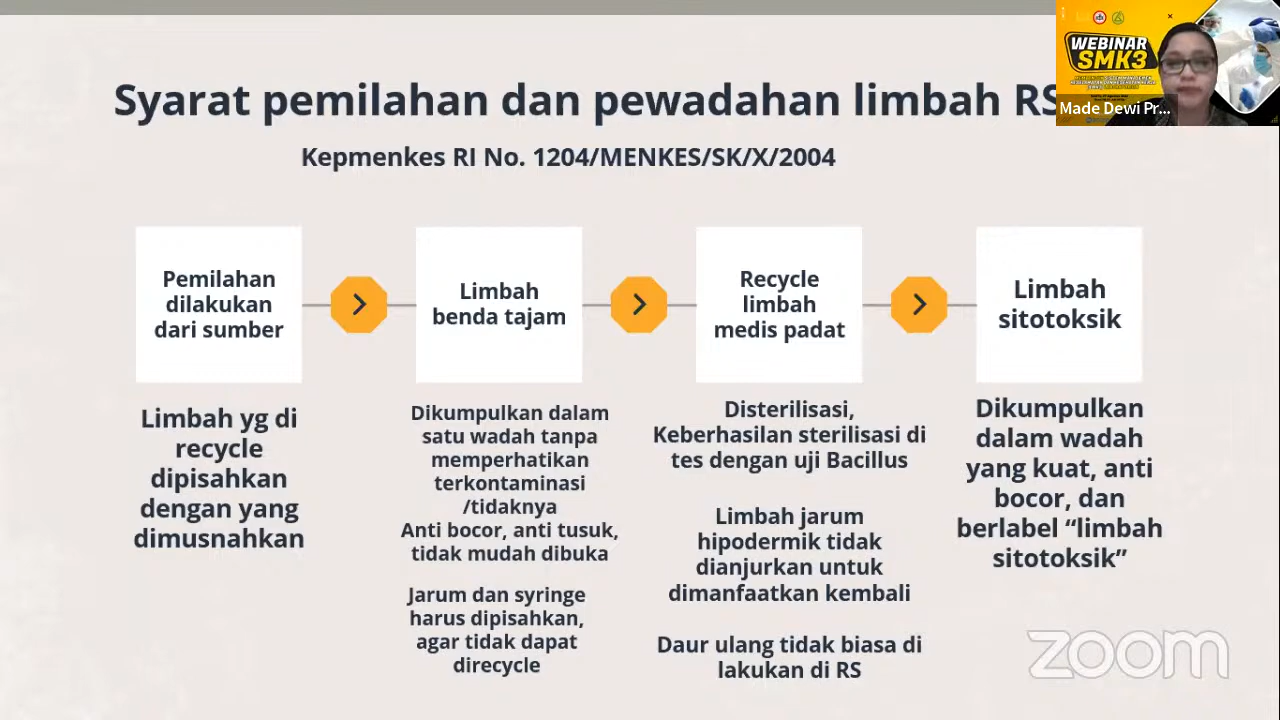 Syarat pemilahan dan pewadahan limbah RS
Kepmenkes RI No. 1204/MENKES/SK/X/2004
Pemilahan
dilakukan
dari sumber
Limbah yg di
recycle
dipisahkan
dengan yang
dimusnahkan
Limbah
benda tajam
Dikumpulkan dalam
satu wadah tanpa
memperhatikan
terkontaminasi
/tidaknya
Anti bocor, anti tusuk,
tidak mudah dibuka
Jarum dan syringe
harus dipisahkan,
agar tidak dapat
direcycle
Recycle
limbah
medis padat
Disterilisasi,
Keberhasilan sterilisasi di
tes dengan uji Bacillus
Limbah jarum
hipodermik tidak
dianjurkan untuk
dimanfaatkan kembali
Daur ulang tidak biasa di
lakukan di RS
Limbah
sitotoksik
Dikumpulkan
dalam wadah
yang kuat, anti
bocor, dan
berlabel “limbah
sitotoksik”
WEBINAR
SMK3
Made Dewi Pr...
zoom